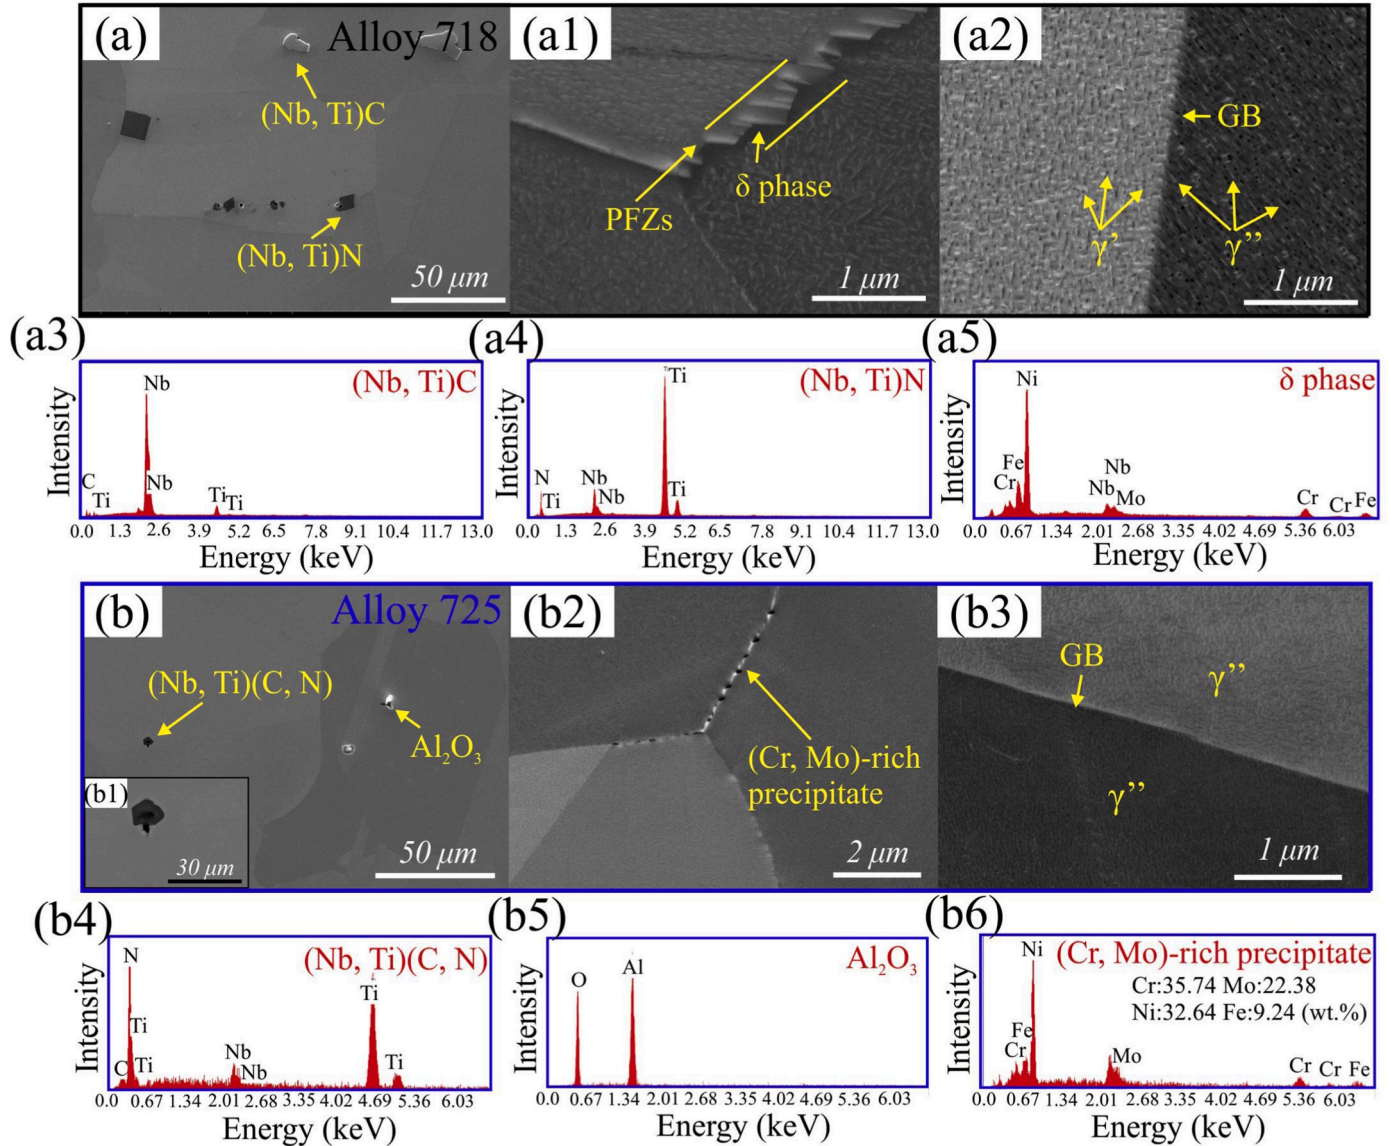 (a)
Alloy 718
(Nb, Ti)C
(Nb, Ti)N
50 μm
(a1)
PFZs
δ phase
1 μm
(a2)
GB
γ’
γ’’
1 μm
(a3)
(Nb, Ti)C
Intensity
Nb
C
Ti
Nb
Ti
Ti
0.0 1.3 2.6 3.9 5.2 6.5 7.8 9.1 10.4 11.7 13.0
Energy (keV)
(a4)
(Nb, Ti)N
Intensity
Ti
N
Ti
Nb
Nb
Ti
0.0 1.3 2.6 3.9 5.2 6.5 7.8 9.1 10.4 11.7 13.0
Energy (keV)
(a5)
δ phase
Intensity
Ni
Fe
Cr
Nb
Nb
Mo
Cr
Cr
Fe
0.0 0.67 1.34 2.01 2.68 3.35 4.02 4.69 5.36 6.03
Energy (keV)
(b)
Alloy 725
(Nb, Ti)(C, N)
Al₂O₃
(b1)
30 μm
50 μm
(b2)
(Cr, Mo)-rich
precipitate
2 μm
(b3)
GB
γ’’
γ’’
1 μm
(b4)
(Nb, Ti)(C, N)
Intensity
N
Ti
C
Ti
Nb
Nb
Ti
Ti
0.0 0.67 1.34 2.01 2.68 3.35 4.02 4.69 5.36 6.03
Energy (keV)
(b5)
Al₂O₃
Intensity
O
Al
0.0 0.67 1.34 2.01 2.68 3.35 4.02 4.69 5.36 6.03
Energy (keV)
(b6)
(Cr, Mo)-rich precipitate
Cr:35.74 Mo:22.38
Ni:32.64 Fe:9.24 (wt.%)
Intensity
Ni
Fe
Cr
Mo
Cr
Cr
Fe
0.0 0.67 1.34 2.01 2.68 3.35 4.02 4.69 5.36 6.03
Energy (keV)